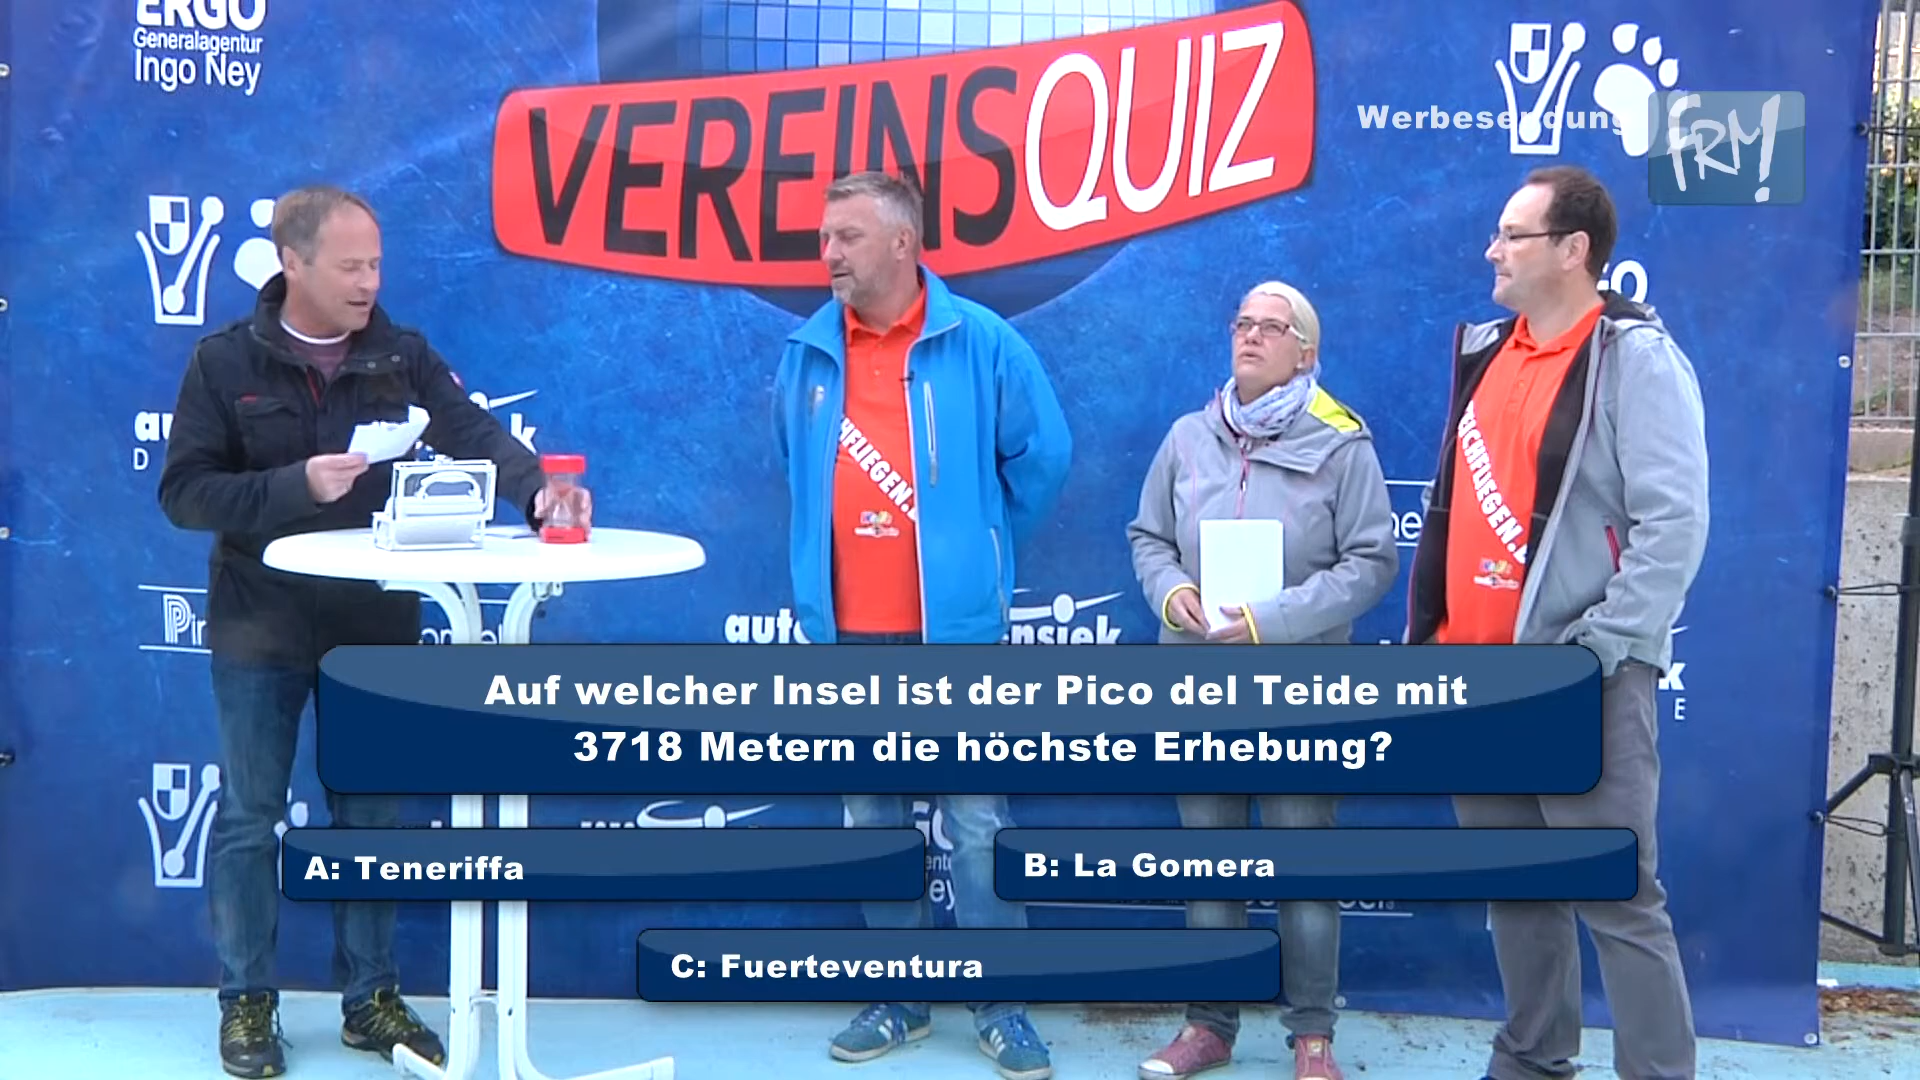 ERGO
Generalagentur
Ingo Ney
VEREINSQUIZ
Werbesendung
FRM!
Auf welcher Insel ist der Pico del Teide mit
3718 Metern die höchste Erhebung?
A: Teneriffa
B: La Gomera
C: Fuerteventura